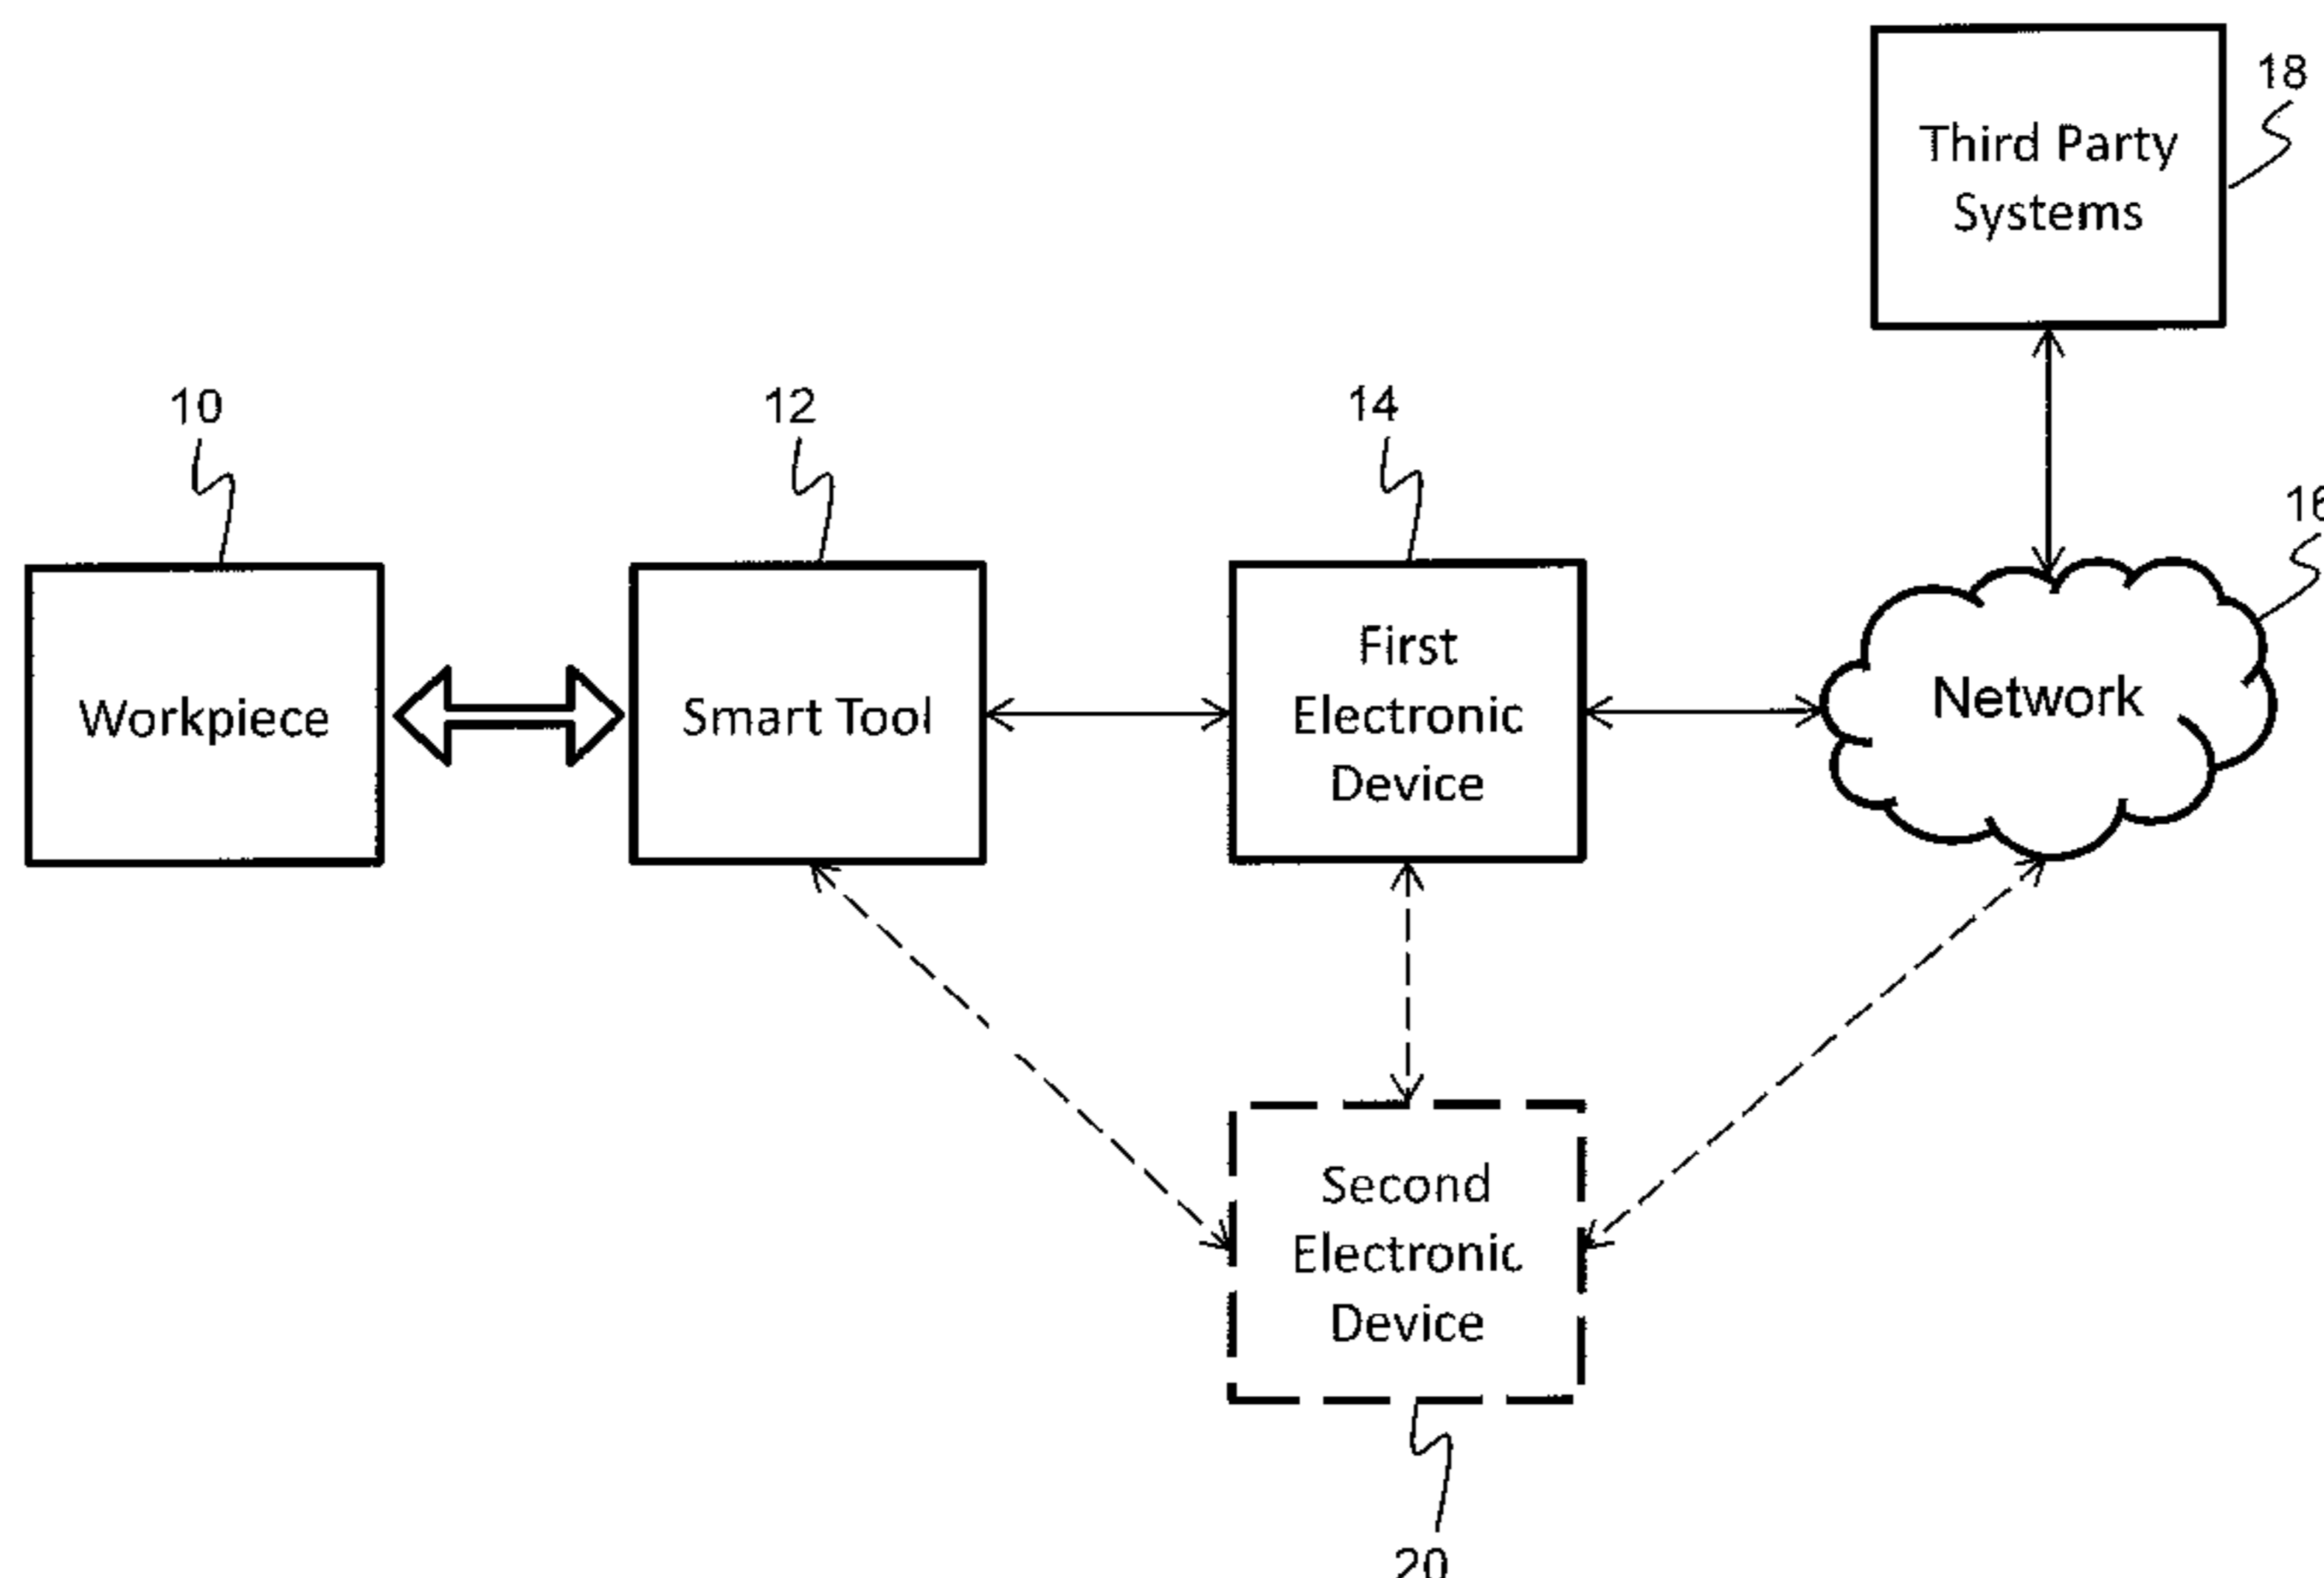 18
Third Party
Systems
10
12
14
16
Workpiece
Smart Tool
First
Electronic
Device
Network
Second
Electronic
Device
20